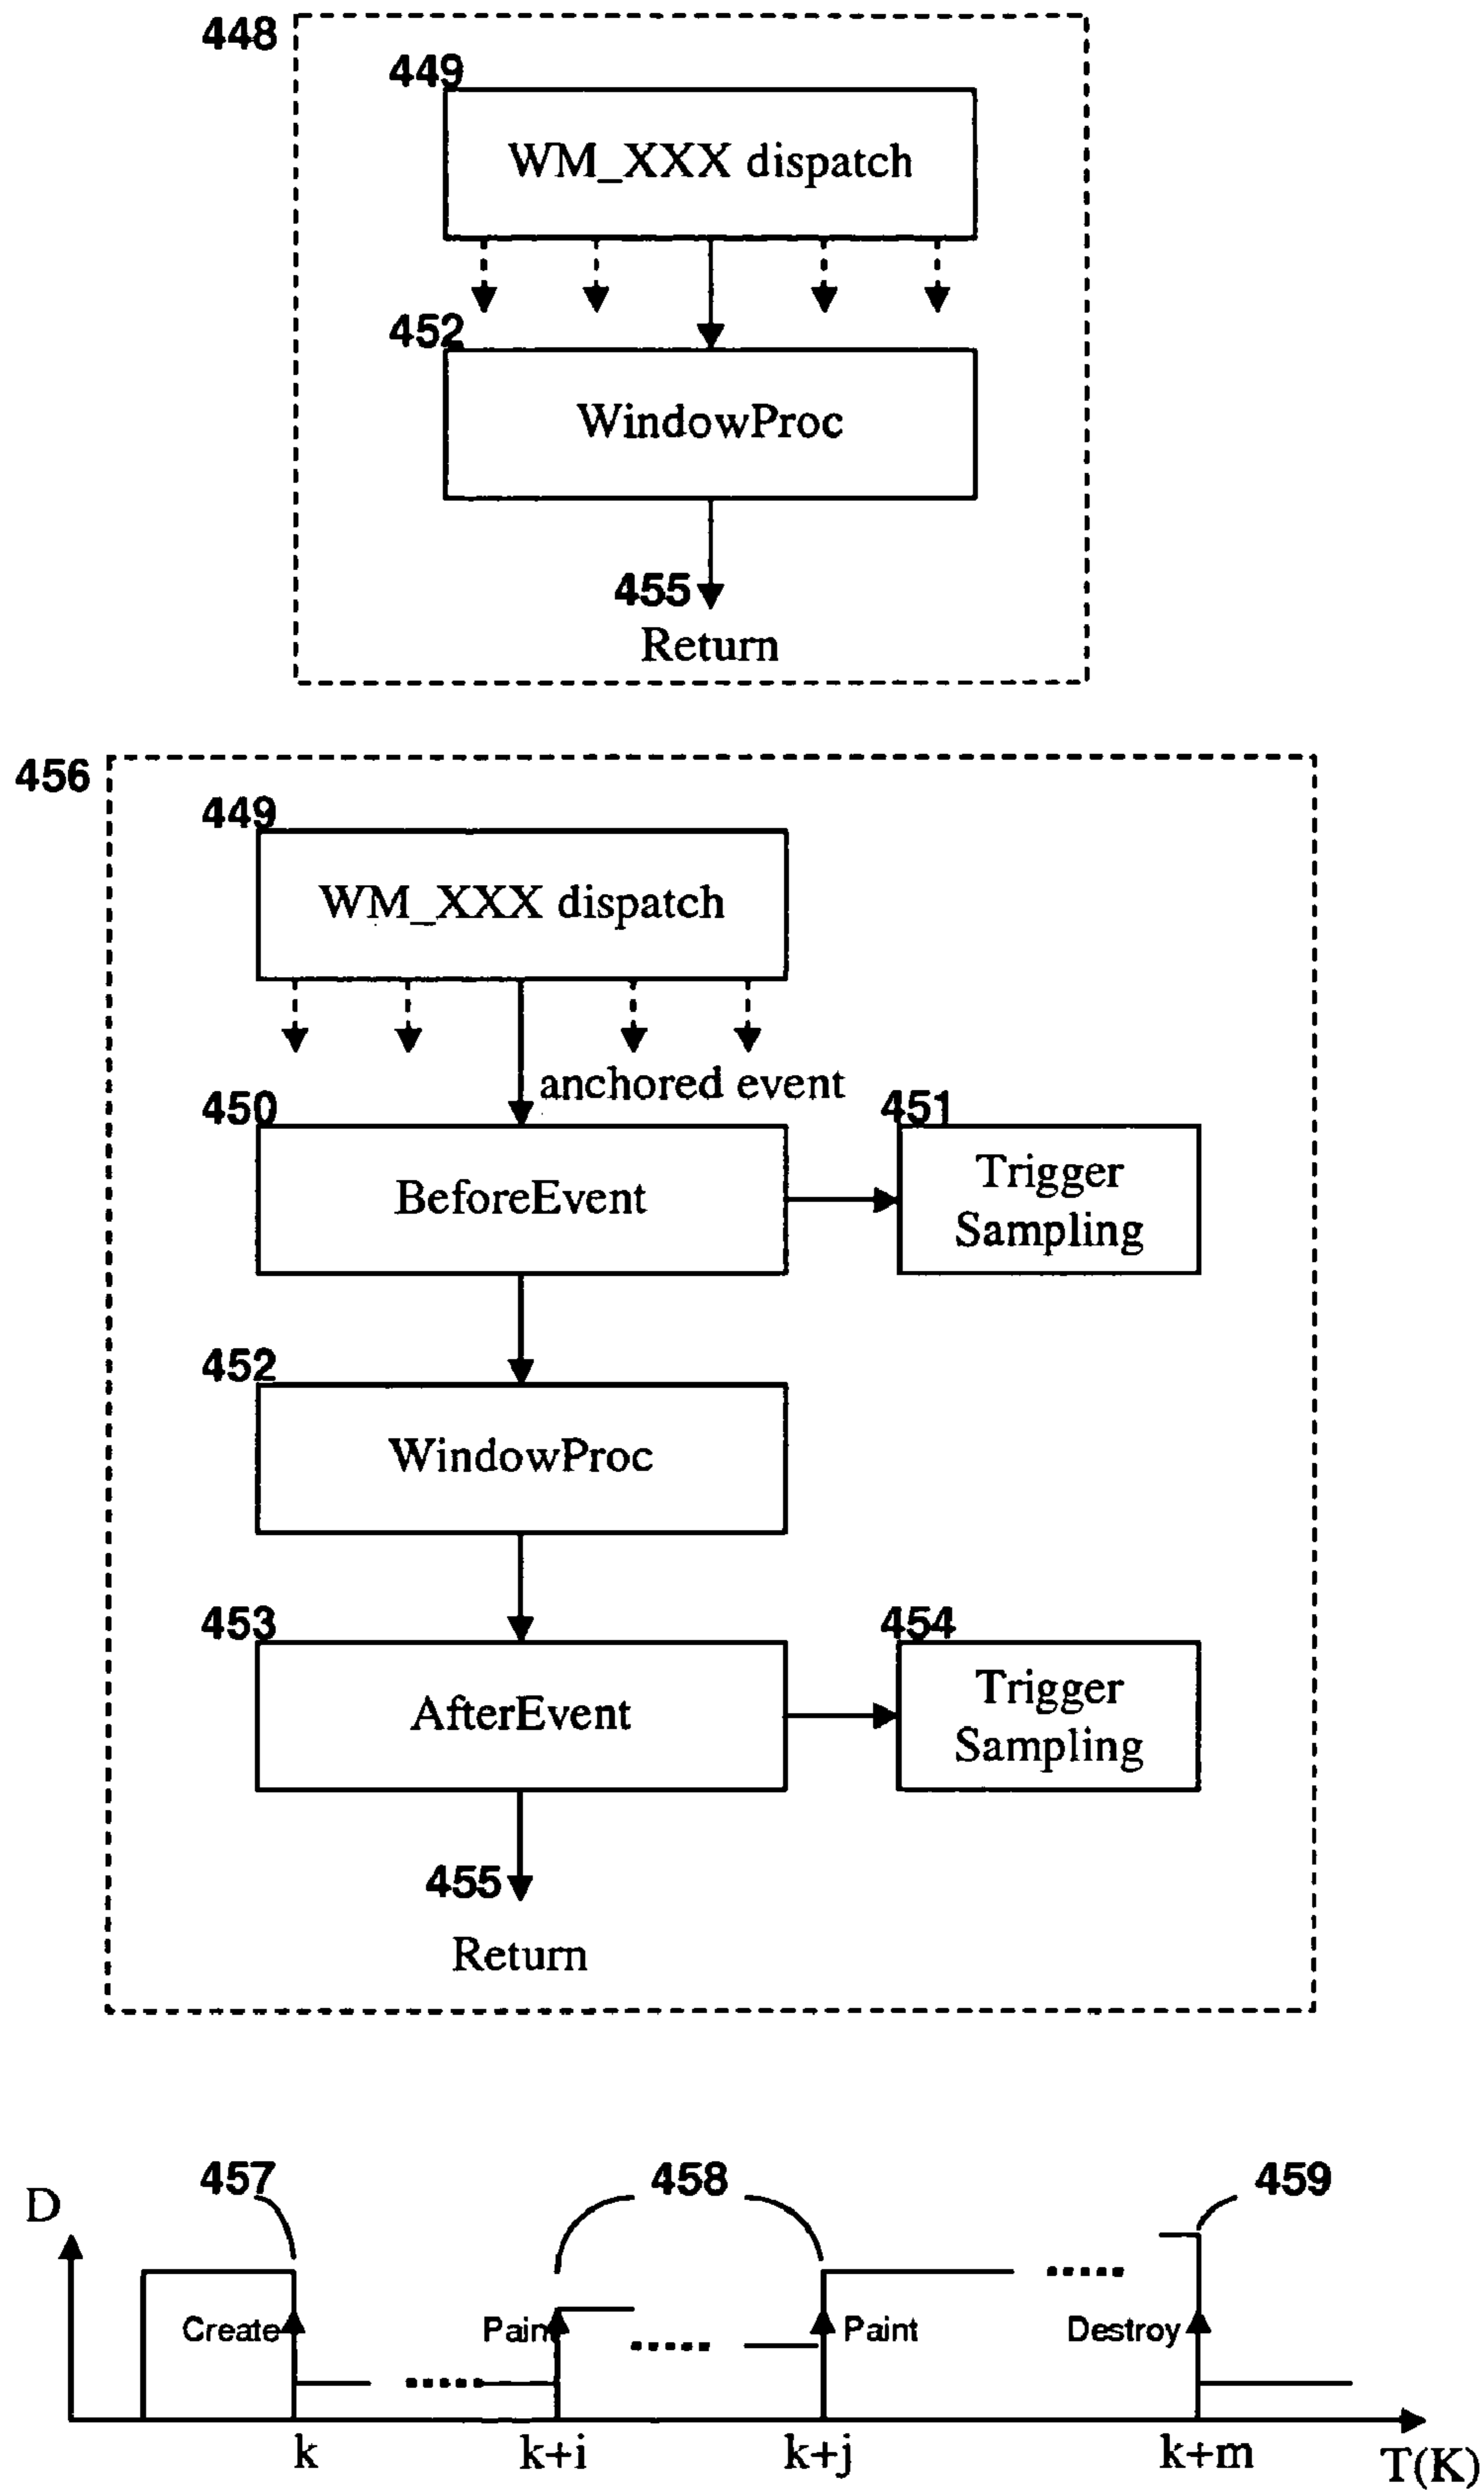 448
449
WM_XXX dispatch
452
WindowProc
455
Return
456
449
WM_XXX dispatch
anchored event
450
451
BeforeEvent
Trigger
Sampling
452
WindowProc
453
454
AfterEvent
Trigger
Sampling
455
Return
457
458
459
D
Create
Pain
Paint
Destroy
k
k+i
k+j
k+m
T(K)